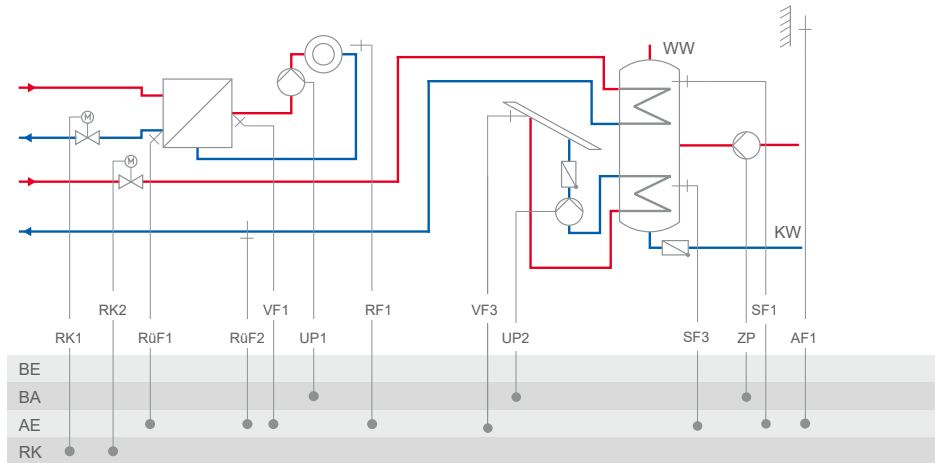 WW
M
M
KW
RK2 VF1 RF1 VF3 SF1
RK1 RüF1 RüF2 UP1 UP2 SF3 ZP AF1
BE
BA
AE
RK